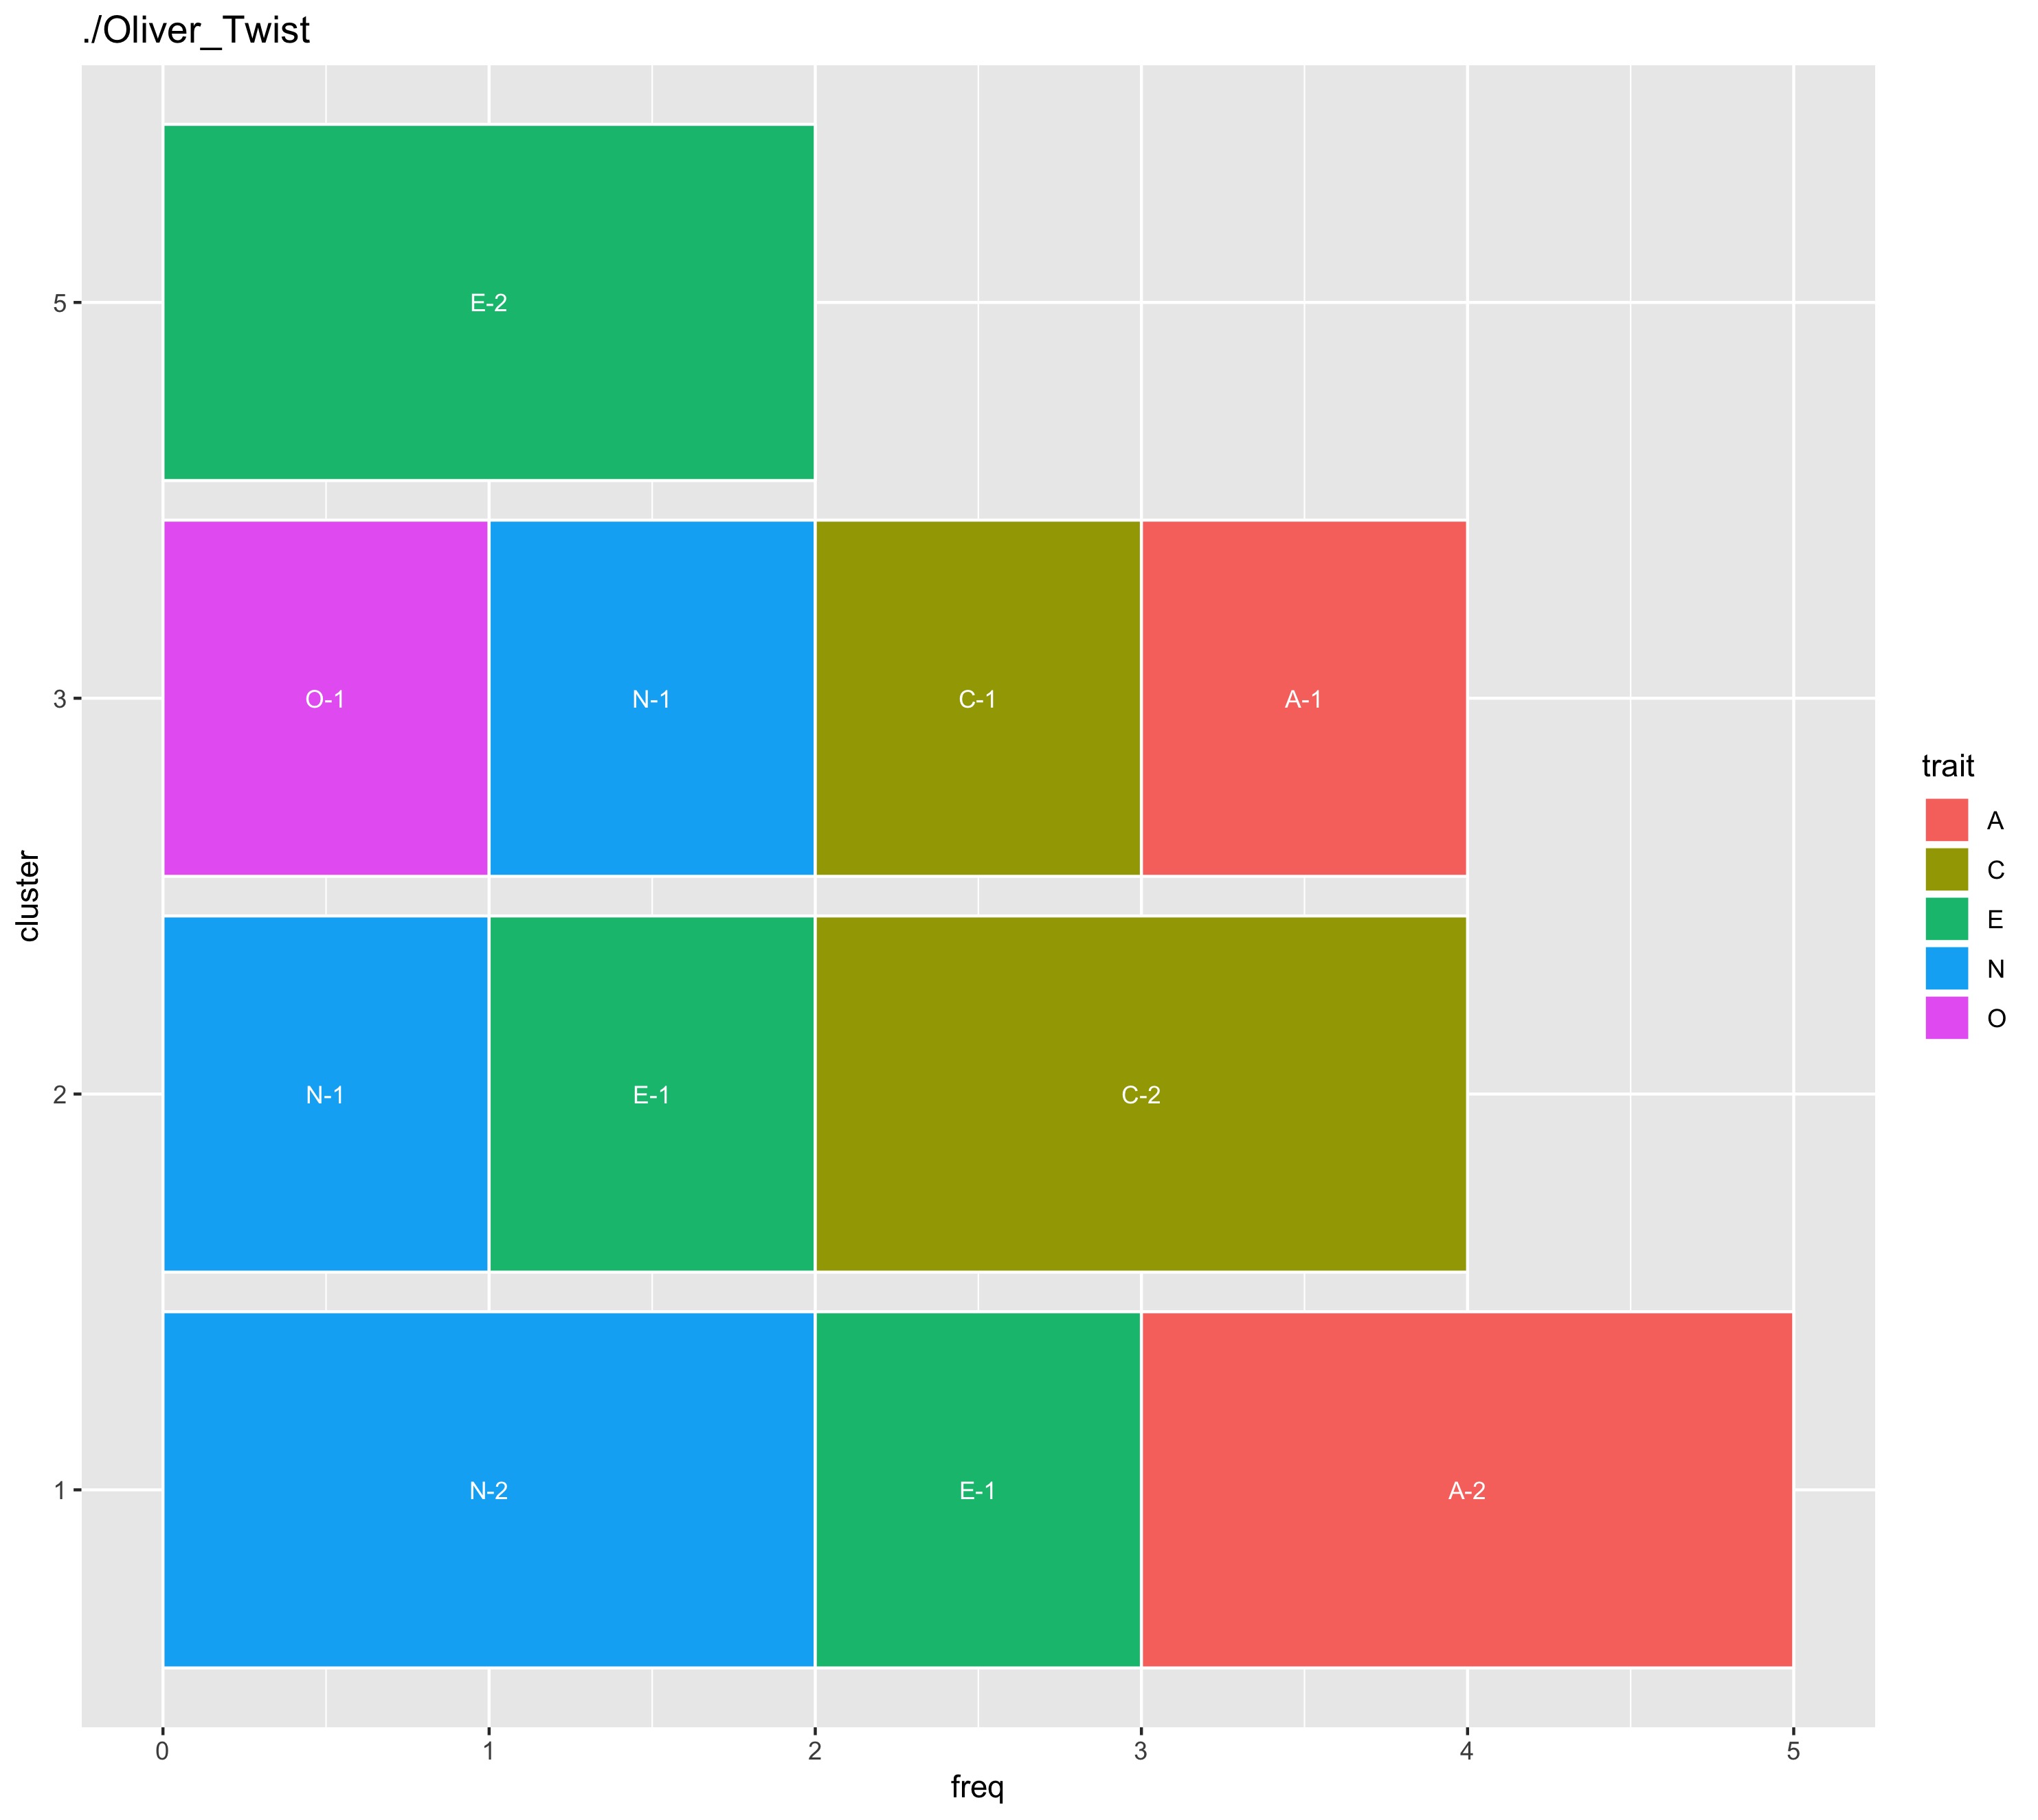 ./Oliver_Twist
5
E-2
3
O-1 N-1 C-1 A-1
2
N-1 E-1 C-2
1
N-2 E-1 A-2
0 1 2 3 4 5
freq
cluster
trait
A
C
E
N
O